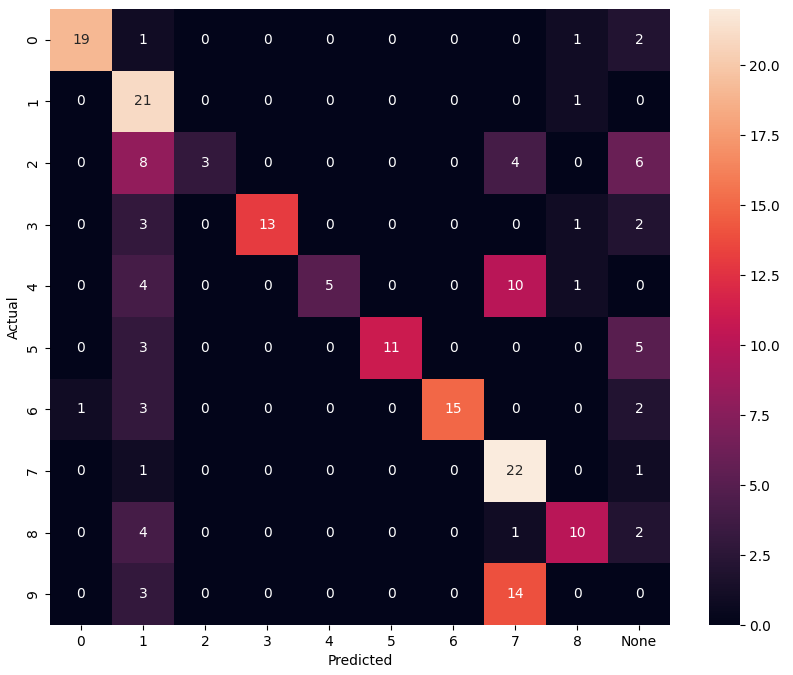 0 19 1 0 0 0 0 0 0 1 2
1 0 21 0 0 0 0 0 0 1 0
2 0 8 3 0 0 0 0 4 0 6
3 0 3 0 13 0 0 0 0 1 2
4 0 4 0 0 5 0 0 10 1 0
5 0 3 0 0 0 11 0 0 0 5
6 1 3 0 0 0 0 15 0 0 2
7 0 1 0 0 0 0 0 22 0 1
8 0 4 0 0 0 0 0 1 10 2
9 0 3 0 0 0 0 0 14 0 0
0 1 2 3 4 5 6 7 8 None
Predicted
Actual
20.0
17.5
15.0
12.5
10.0
7.5
5.0
2.5
0.0